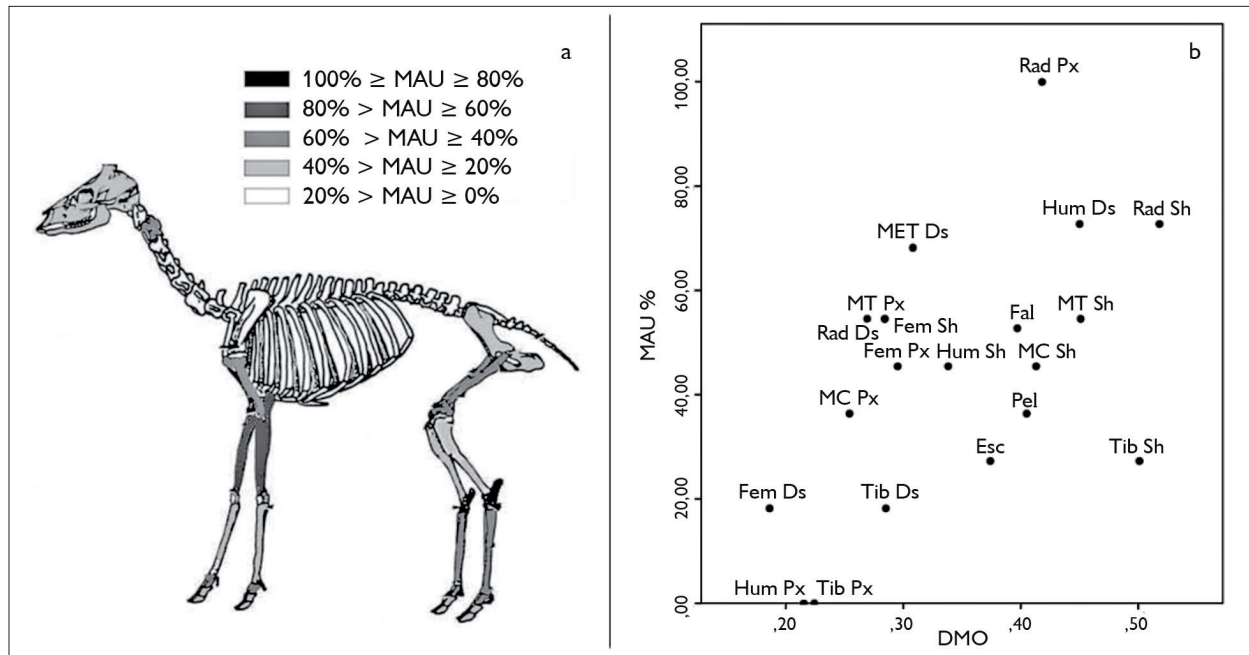 a
100% ≥ MAU ≥ 80%
80% > MAU ≥ 60%
60% > MAU ≥ 40%
40% > MAU ≥ 20%
20% > MAU ≥ 0%
b
MAU %
100,00
80,00
60,00
40,00
20,00
,00
Rad Px
Hum Ds Rad Sh
MET Ds
MT Px Fal MT Sh
Rad Ds Fem Sh
Fem Px Hum Sh MC Sh
MC Px Pel
Esc Tib Sh
Fem Ds Tib Ds
Hum Px Tib Px
,20 ,30 ,40 ,50
DMO